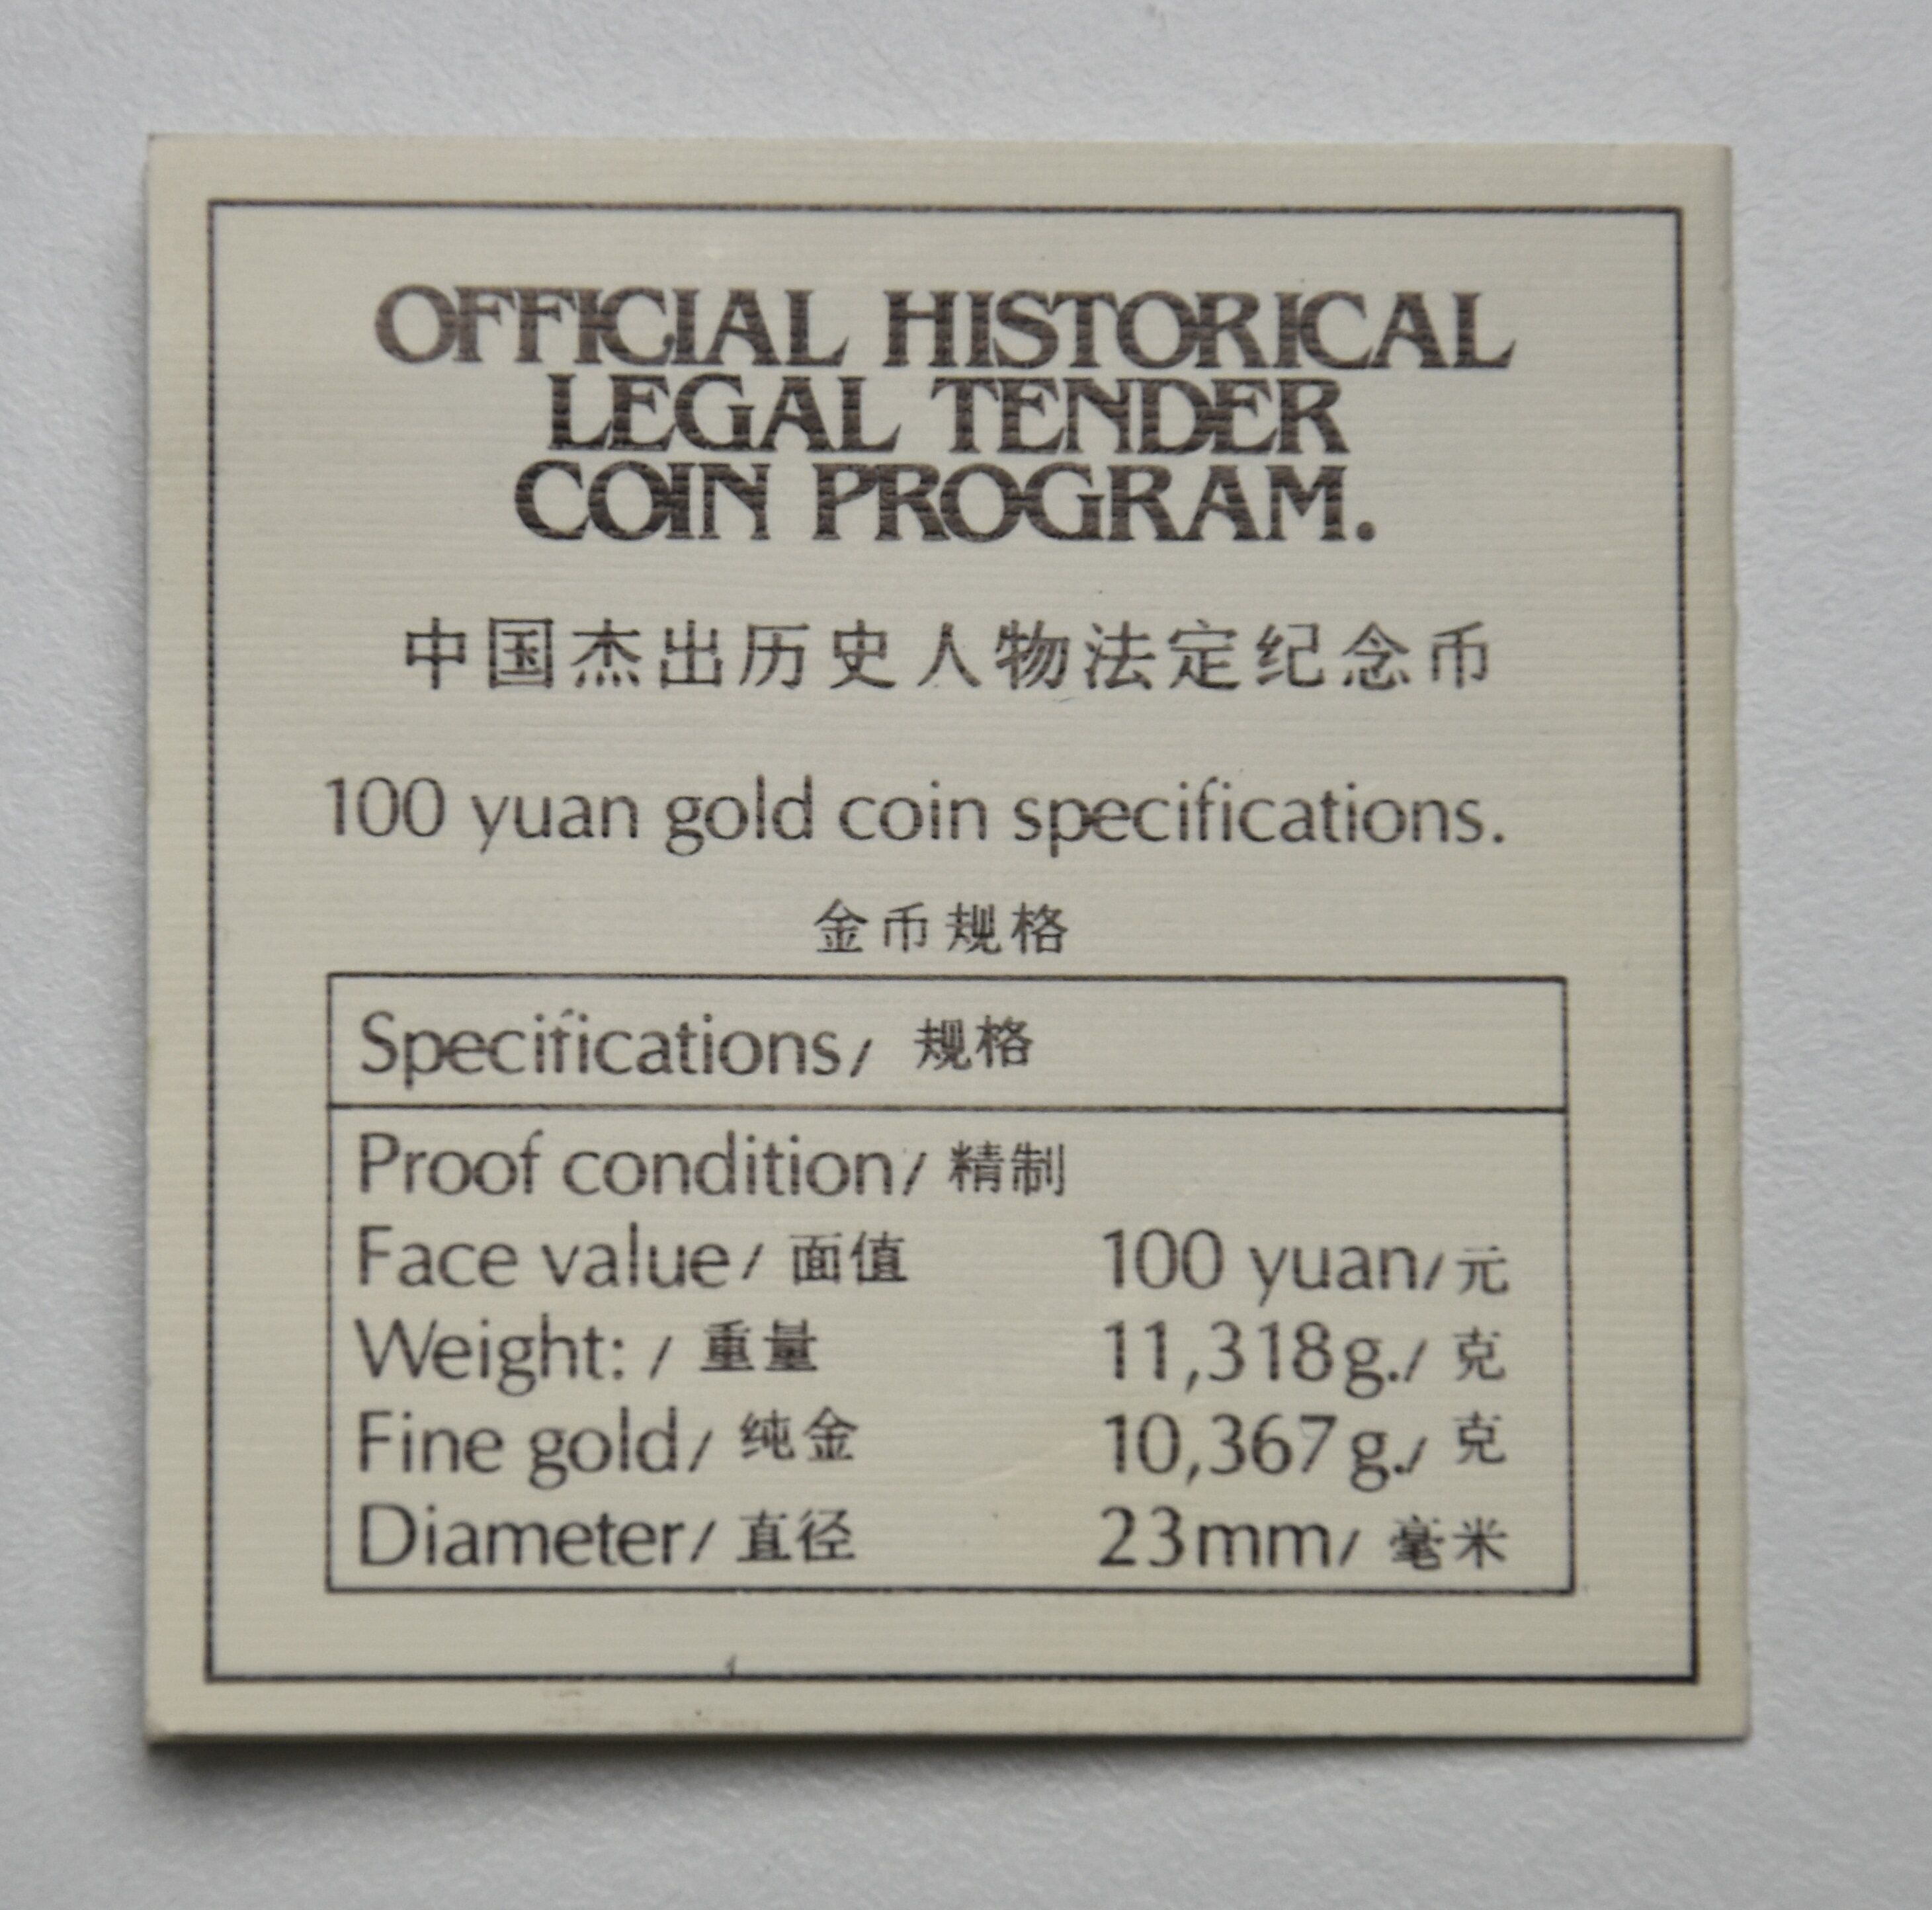 OFFICIAL HISTORICAL
LEGAL TENDER
COIN PROGRAM.
中国杰出历史人物法定纪念币
100 yuan gold coin specifications.
金币规格
Specifications/ 规格
Proof condition/ 精制
Face value/ 面值 100 yuan/元
Weight: / 重量 11,318g./ 克
Fine gold/ 纯金 10,367g./ 克
Diameter/ 直径 23mm/ 毫米